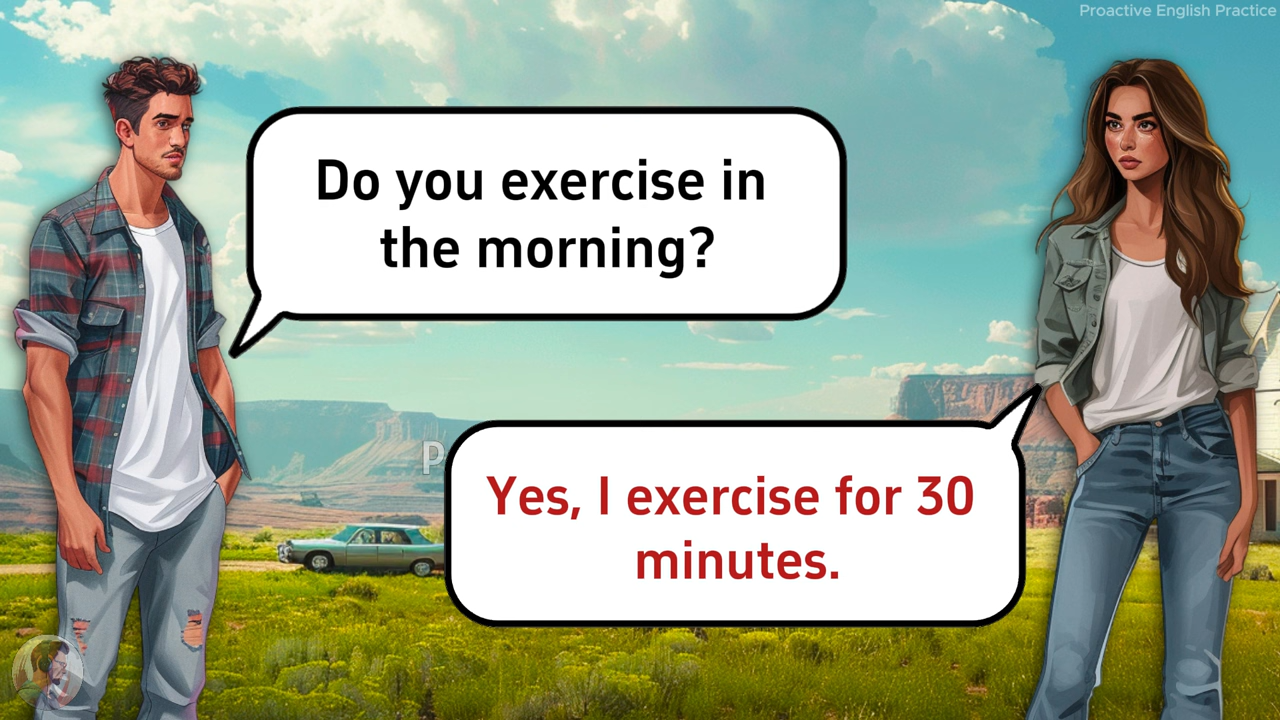 Proactive English Practice
Do you exercise in
the morning?
P
Yes, I exercise for 30
minutes.